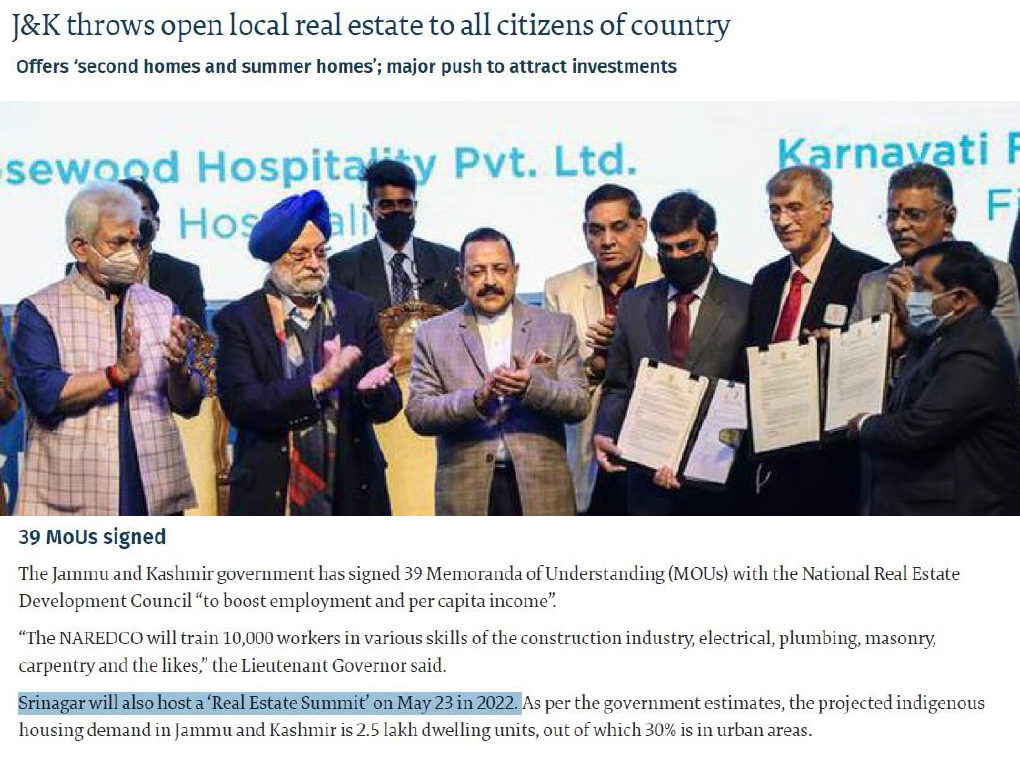 J&K throws open local real estate to all citizens of country
Offers ‘second homes and summer homes’; major push to attract investments
sewood Hospitality Pvt. Ltd.
Karnavati F
Hos ali
Fi
39 MoUs signed
The Jammu and Kashmir government has signed 39 Memoranda of Understanding (MOUs) with the National Real Estate
Development Council “to boost employment and per capita income”.
“The NAREDCO will train 10,000 workers in various skills of the construction industry, electrical, plumbing, masonry,
carpentry and the likes,” the Lieutenant Governor said.
Srinagar will also host a ‘Real Estate Summit’ on May 23 in 2022. As per the government estimates, the projected indigenous
housing demand in Jammu and Kashmir is 2.5 lakh dwelling units, out of which 30% is in urban areas.